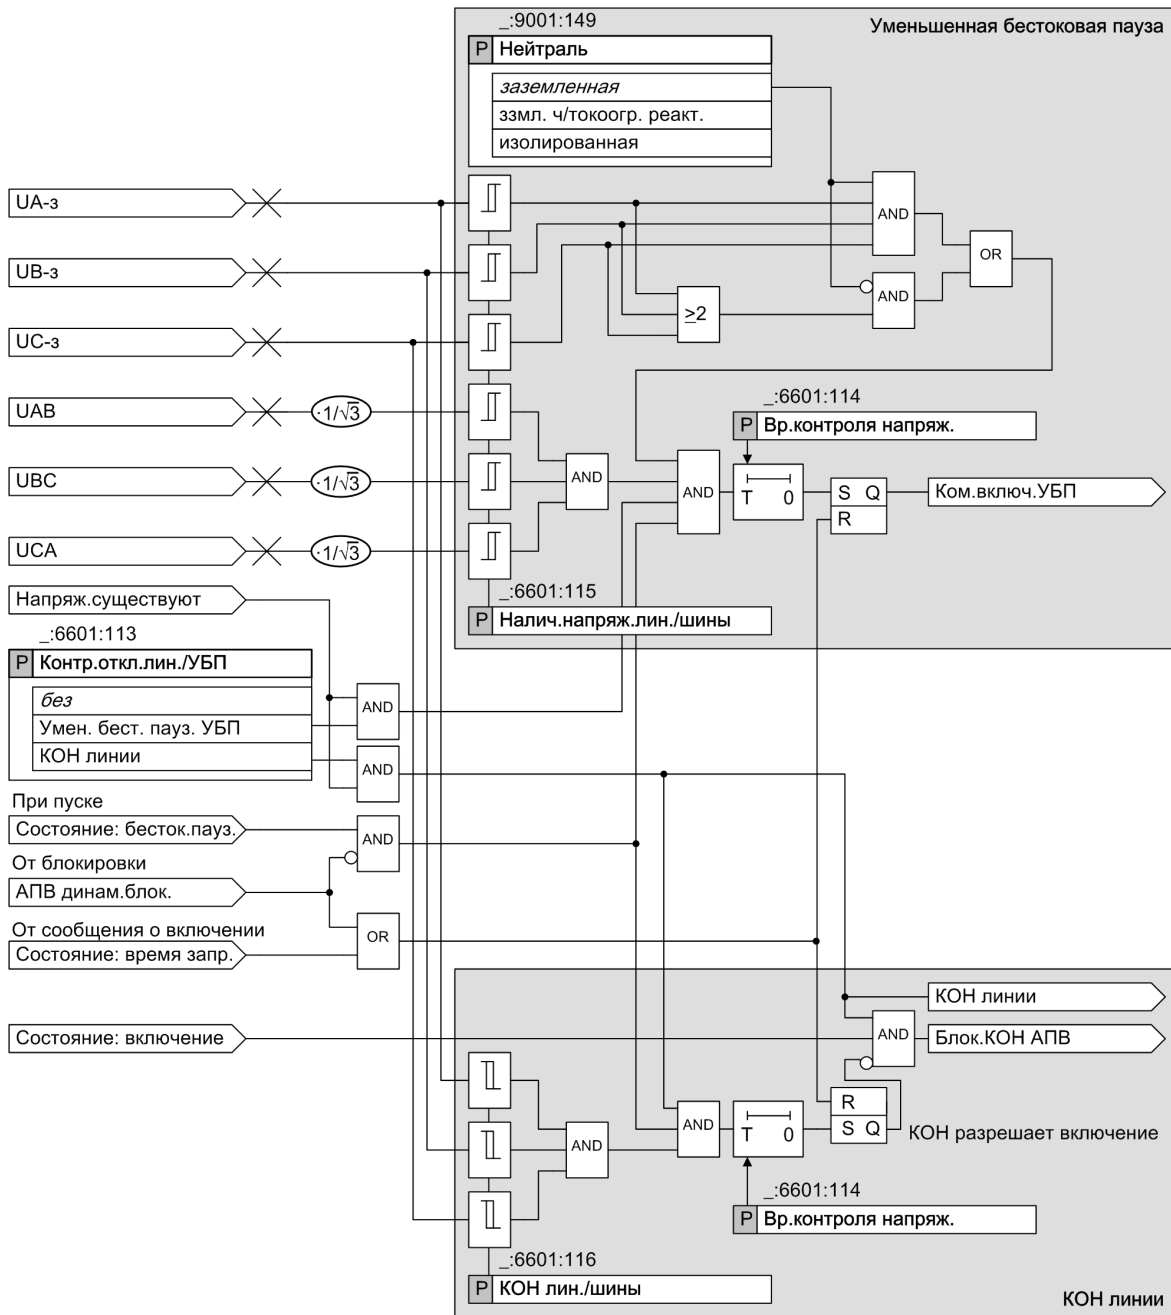 _:9001:149
Уменьшенная бестоковая пауза
P Нейтраль
заземленная
ззмл. ч/токоогр. реакт.
изолированная
UA-з
AND
UB-з
OR
AND
≥2
UC-з
_:6601:114
UAB
·1/√3
P Вр.контроля напряж.
UBC
·1/√3
AND
AND
T 0
S Q
R
Ком.включ.УБП
UCA
·1/√3
Напряж.существуют
_:6601:115
P Налич.напряж.лин./шины
_:6601:113
P Контр.откл.лин./УБП
без
Умен. бест. пауз. УБП
КОН линии
AND
AND
При пуске
Состояние: бесток.пауз.
AND
От блокировки
АПВ динам.блок.
От сообщения о включении
Состояние: время запр.
OR
КОН линии
Состояние: включение
AND
Блок.КОН АПВ
AND
AND
T 0
R
S Q
КОН разрешает включение
_:6601:114
P Вр.контроля напряж.
_:6601:116
P КОН лин./шины
КОН линии